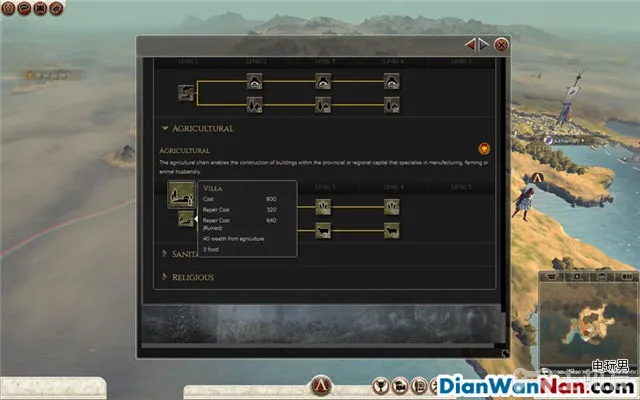 LEVEL 1 LEVEL 2 LEVEL 3 LEVEL 4 LEVEL 5
AGRICULTURAL
AGRICULTURAL
The agricultural chain enables the construction of buildings within the provincial or regional capital that specialise in manufacturing, farming or
animal husbandry.
VILLA
LEVEL 3 LEVEL 4 LEVEL 5
Cost 800
Repair Cost 320
Repair Cost 640
(Ruined)
40 wealth from agriculture
3 food
SANITA
RELIGIOUS
Athenai
电玩男
DianWanNan.com